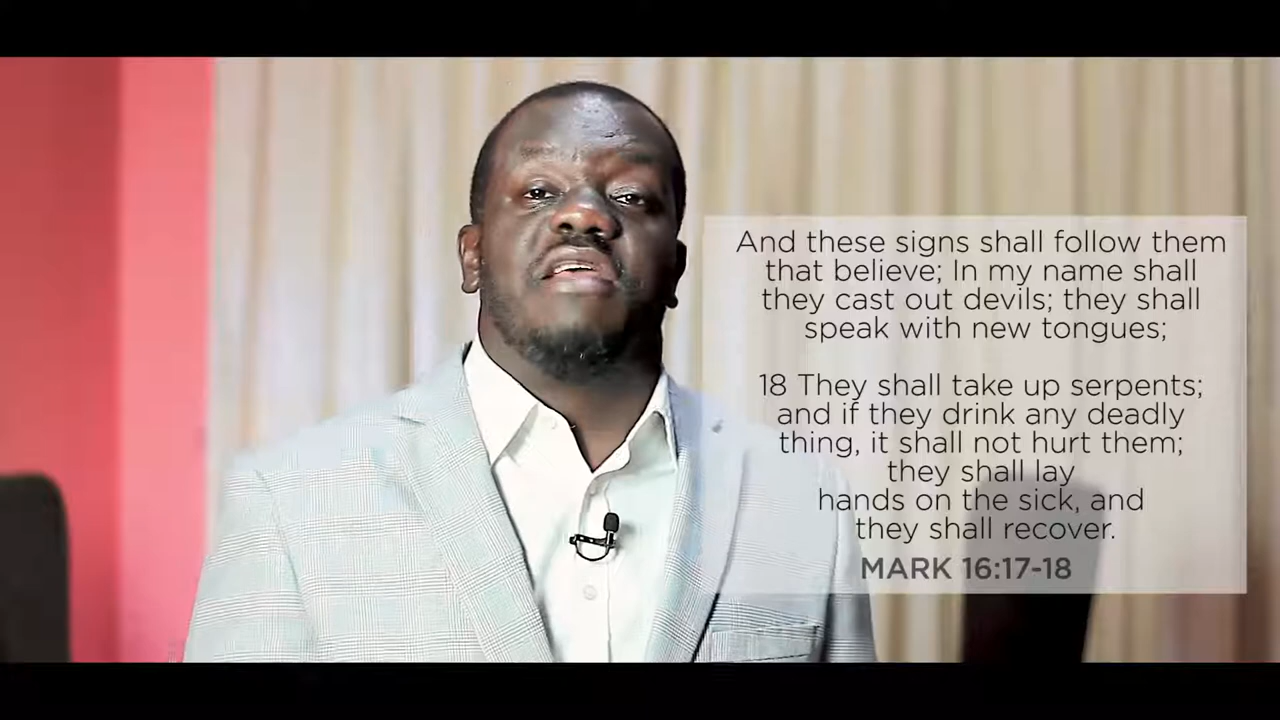 And these signs shall follow them
that believe; In my name shall
they cast out devils; they shall
speak with new tongues;
18 They shall take up serpents;
and if they drink any deadly
thing, it shall not hurt them;
they shall lay
hands on the sick, and
they shall recover.
MARK 16:17-18